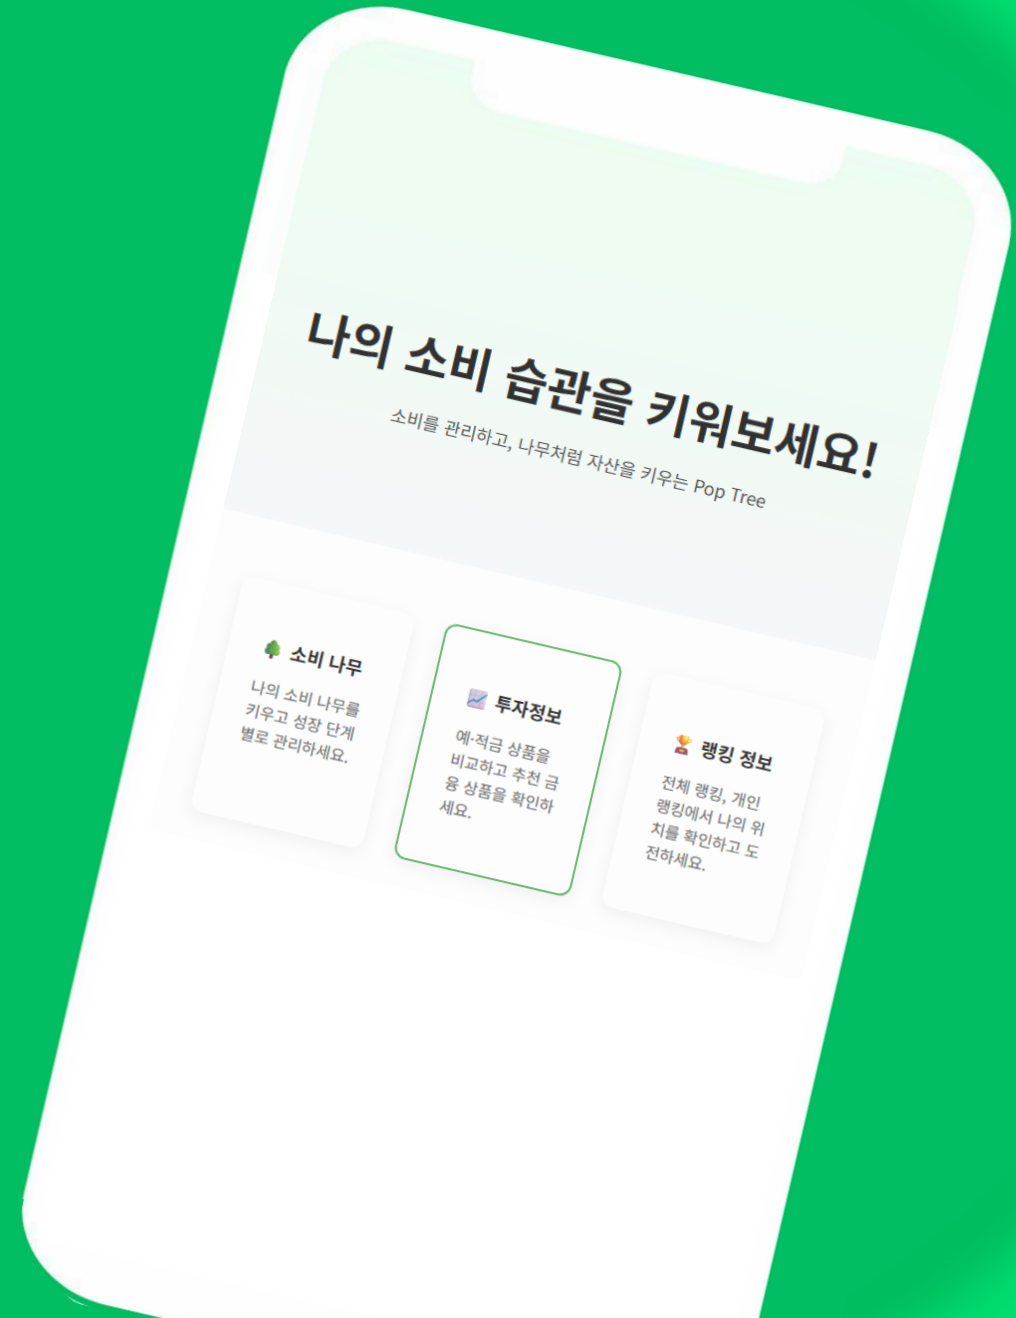 나의 소비 습관을 키워보세요!
소비를 관리하고, 나무처럼 자산을 키우는 Pop Tree
🌳 소비 나무
나의 소비 나무를
키우고 성장 단계
별로 관리하세요.
📈 투자정보
예·적금 상품을
비교하고 추천 금
융 상품을 확인하
세요.
🏆 랭킹 정보
전체 랭킹, 개인
랭킹에서 나의 위
치를 확인하고 도
전하세요.